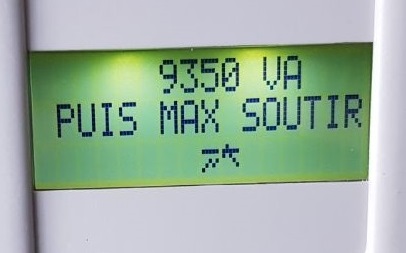 9350 VA
PUIS MAX SOUTIR